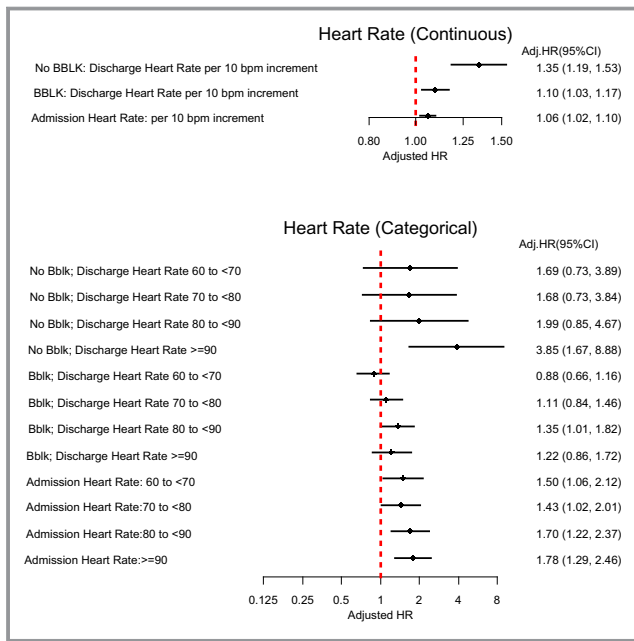 Heart Rate (Continuous)
Adj.HR(95%CI)
No BBLK: Discharge Heart Rate per 10 bpm increment 1.35 (1.19, 1.53)
BBLK: Discharge Heart Rate per 10 bpm increment 1.10 (1.03, 1.17)
Admission Heart Rate: per 10 bpm increment 1.06 (1.02, 1.10)
0.80 1.00 1.25 1.50
Adjusted HR
Heart Rate (Categorical)
Adj.HR(95%CI)
No Bblk; Discharge Heart Rate 60 to <70 1.69 (0.73, 3.89)
No Bblk; Discharge Heart Rate 70 to <80 1.68 (0.73, 3.84)
No Bblk; Discharge Heart Rate 80 to <90 1.99 (0.85, 4.67)
No Bblk; Discharge Heart Rate >=90 3.85 (1.67, 8.88)
Bblk; Discharge Heart Rate 60 to <70 0.88 (0.66, 1.16)
Bblk; Discharge Heart Rate 70 to <80 1.11 (0.84, 1.46)
Bblk; Discharge Heart Rate 80 to <90 1.35 (1.01, 1.82)
Bblk; Discharge Heart Rate >=90 1.22 (0.86, 1.72)
Admission Heart Rate: 60 to <70 1.50 (1.06, 2.12)
Admission Heart Rate:70 to <80 1.43 (1.02, 2.01)
Admission Heart Rate:80 to <90 1.70 (1.22, 2.37)
Admission Heart Rate:>=90 1.78 (1.29, 2.46)
0.125 0.25 0.5 1 2 4 8
Adjusted HR